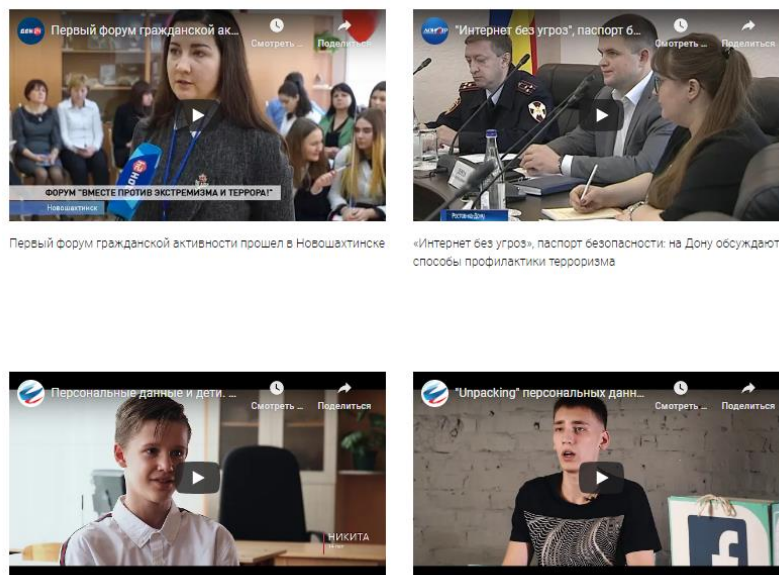 Первый форум гражданской ак...
Смотреть ...
Поделиться
ДОН 24
ФОРУМ "ВМЕСТЕ ПРОТИВ ЭКСТРЕМИЗМА И ТЕРРОРА!"
Новошахтинск
"Интернет без угроз", паспорт б...
Смотреть ...
Поделиться
Ростов-на-Дону
Первый форум гражданской активности прошел в Новошахтинске
«Интернет без угроз», паспорт безопасности: на Дону обсуждают
способы профилактики терроризма
Персональные данные и дети. ...
Смотреть ...
Поделиться
НИКИТА
"Unpacking" персональных данн...
Смотреть ...
Поделиться
f